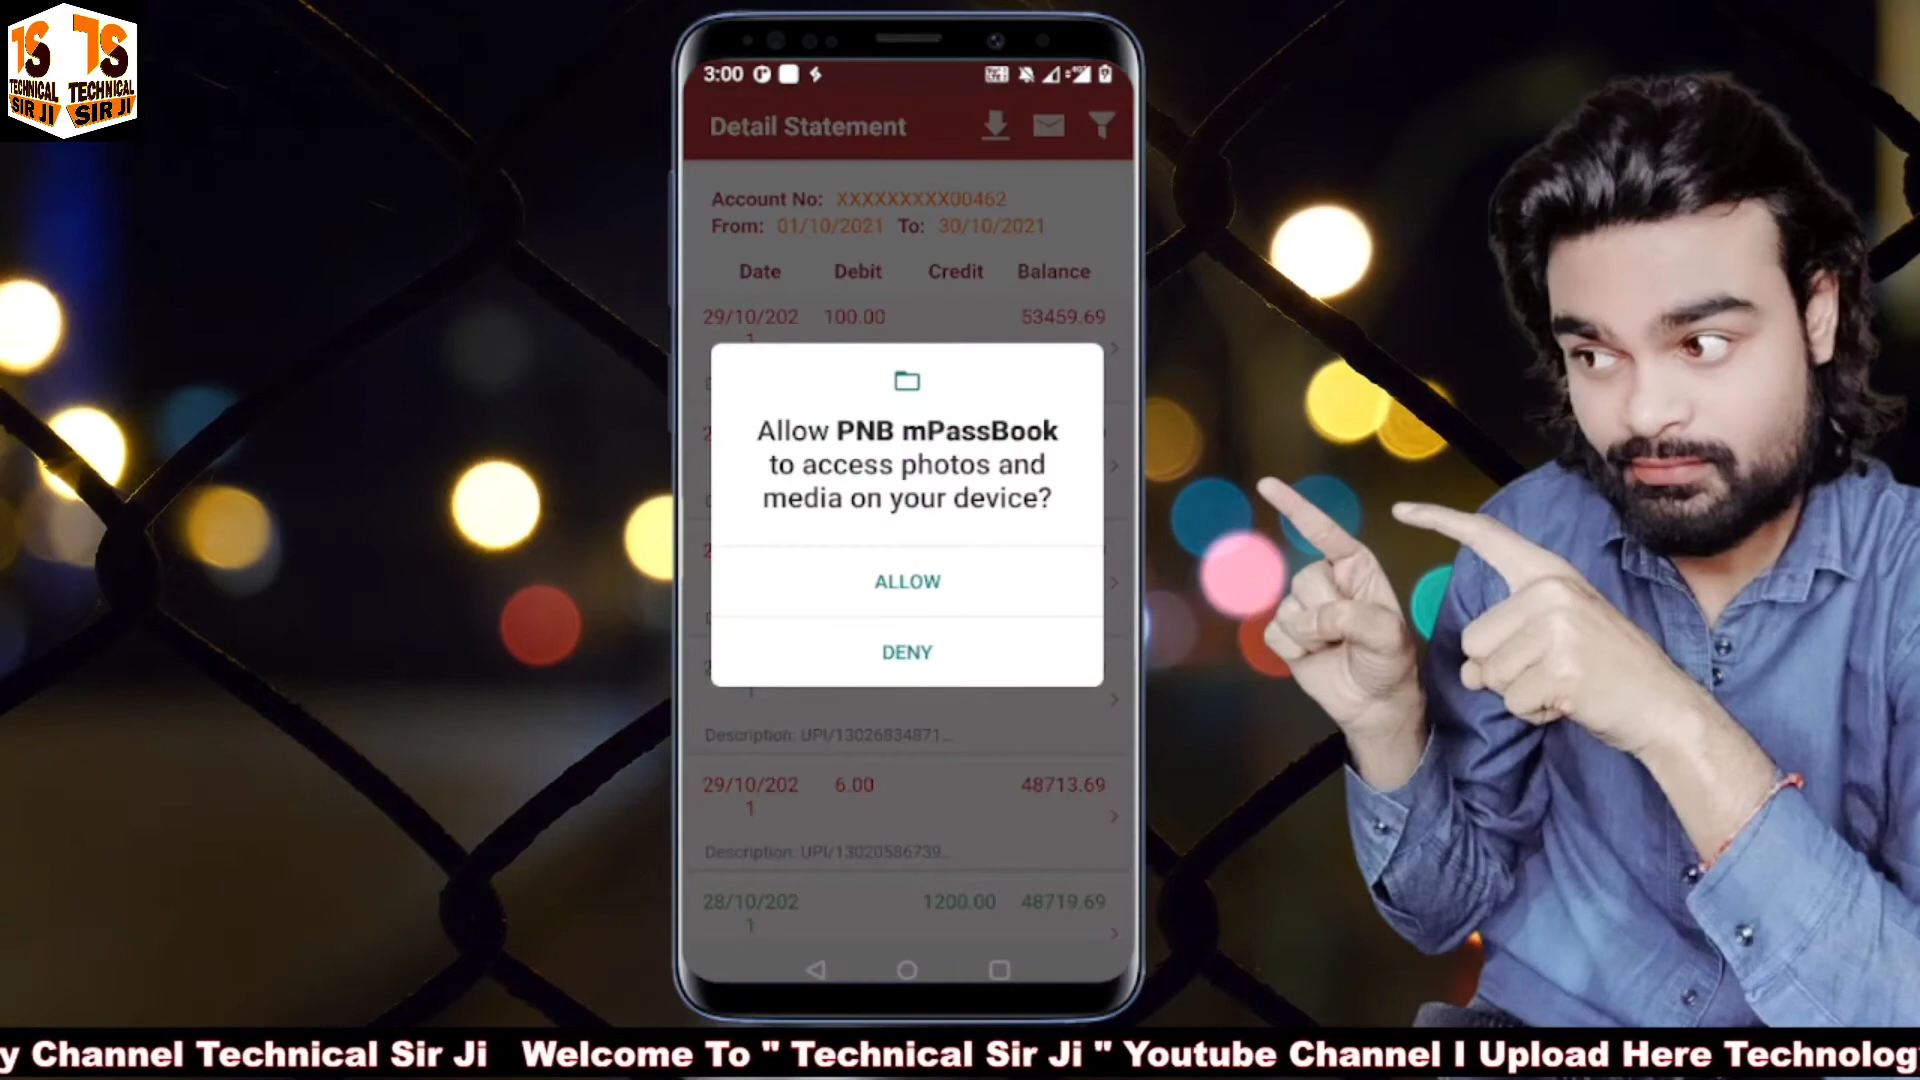 TS TS
TECHNICAL TECHNICAL
SIR JI SIR JI
3:00
Detail Statement
Account No: XXXXXXXXX00462
From: 01/10/2021 To: 30/10/2021
Date Debit Credit Balance
29/10/202 100.00 53459.69
1
Allow PNB mPassBook
to access photos and
media on your device?
ALLOW
DENY
Description: UPI/13026834871...
29/10/202 6.00 48713.69
1
Description: UPI/13020586739...
28/10/202 1200.00 48719.69
1
y Channel Technical Sir Ji Welcome To " Technical Sir Ji " Youtube Channel I Upload Here Technology